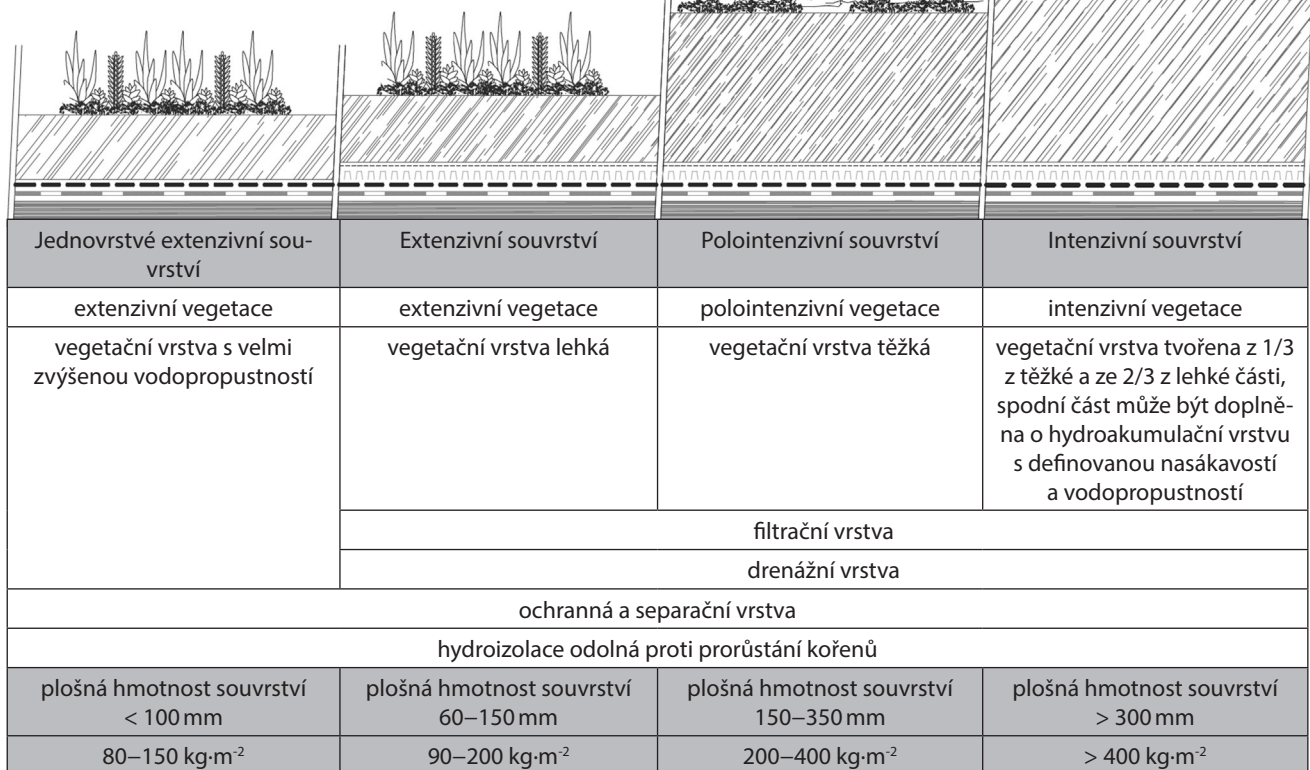 Jednovrstvé extenzivní sou-
vrství
Extenzivní souvrství
Polointenzivní souvrství
Intenzivní souvrství
extenzivní vegetace
extenzivní vegetace
polointenzivní vegetace
intenzivní vegetace
vegetační vrstva s velmi
zvýšenou vodopropustností
vegetační vrstva lehká
vegetační vrstva těžká
vegetační vrstva tvořena z 1/3
z těžké a ze 2/3 z lehké části,
spodní část může být doplně-
na o hydroakumulační vrstvu
s definovanou nasákavostí
a vodopropustností
filtrační vrstva
drenážní vrstva
ochranná a separační vrstva
hydroizolace odolná proti prorůstání kořenů
plošná hmotnost souvrství
< 100 mm
plošná hmotnost souvrství
60–150 mm
plošná hmotnost souvrství
150–350 mm
plošná hmotnost souvrství
> 300 mm
80–150 kg·m⁻²
90–200 kg·m⁻²
200–400 kg·m⁻²
> 400 kg·m⁻²